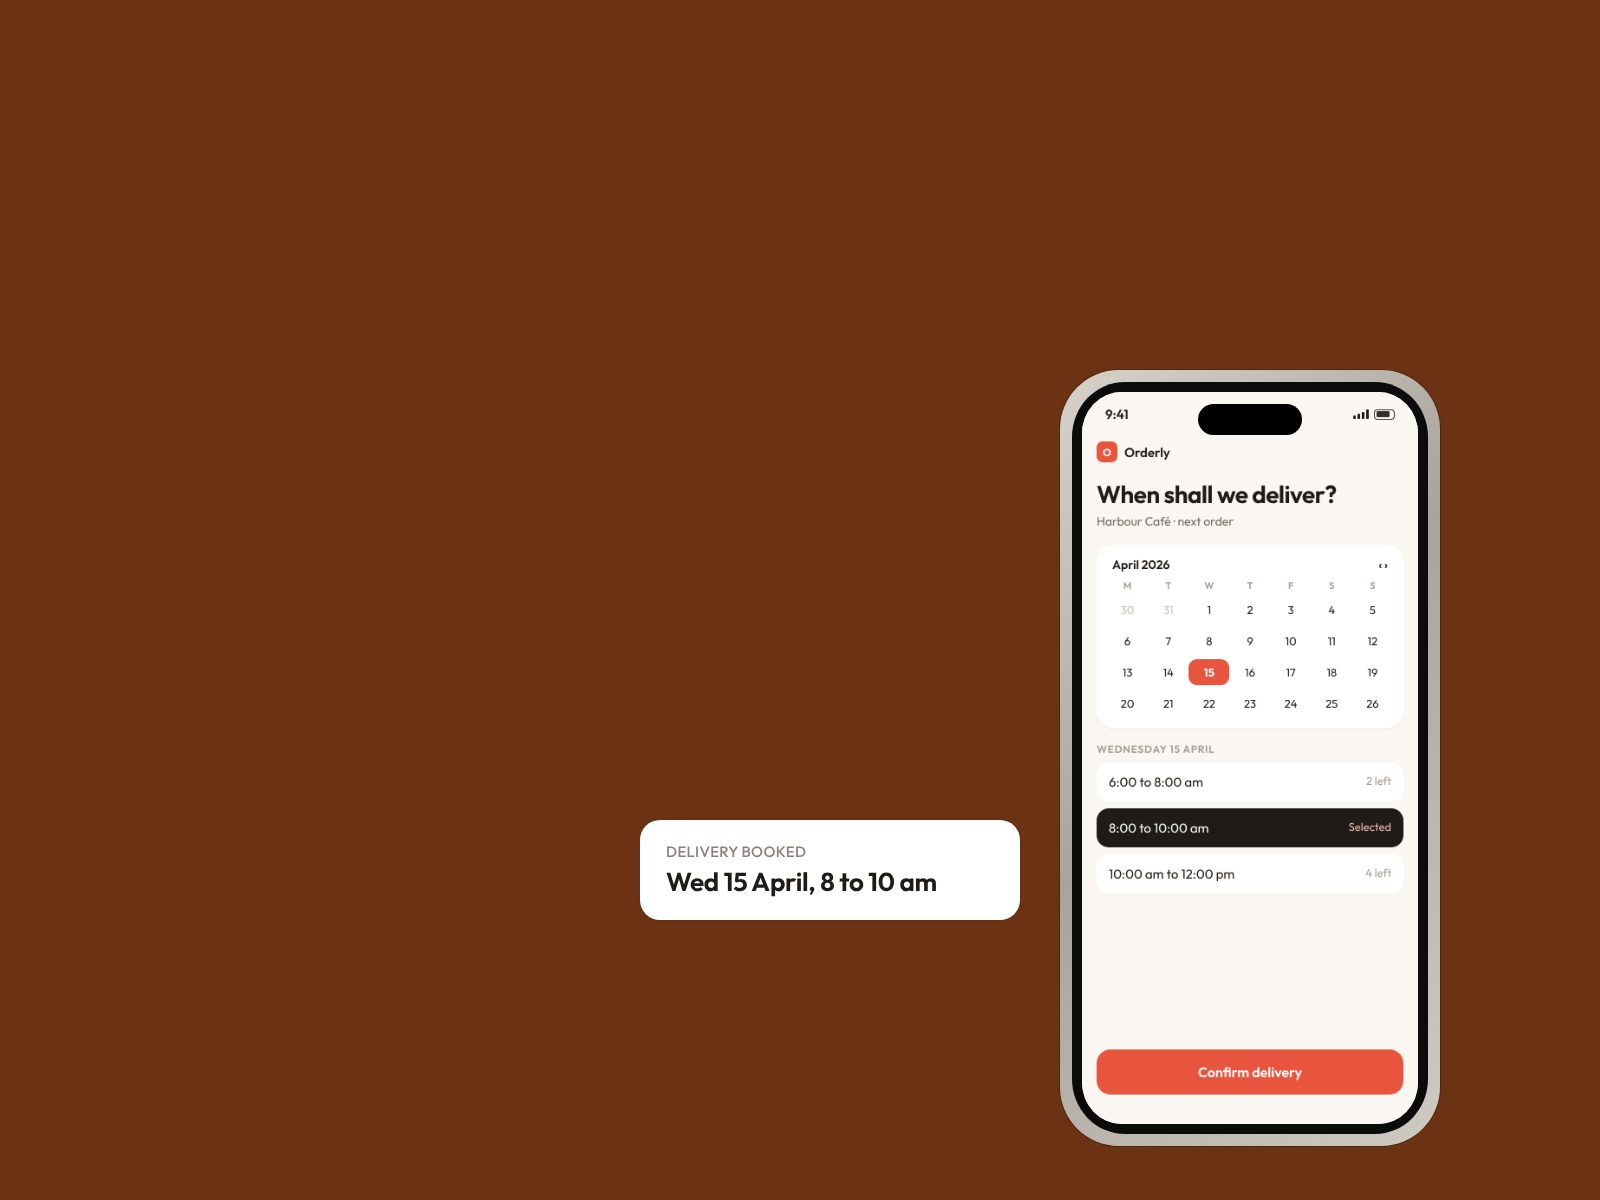 9:41
O Orderly
When shall we deliver?
Harbour Café · next order
April 2026 ‹ ›
M T W T F S S
30 31 1 2 3 4 5
6 7 8 9 10 11 12
13 14 15 16 17 18 19
20 21 22 23 24 25 26
WEDNESDAY 15 APRIL
6:00 to 8:00 am 2 left
8:00 to 10:00 am Selected
10:00 am to 12:00 pm 4 left
Confirm delivery
DELIVERY BOOKED
Wed 15 April, 8 to 10 am